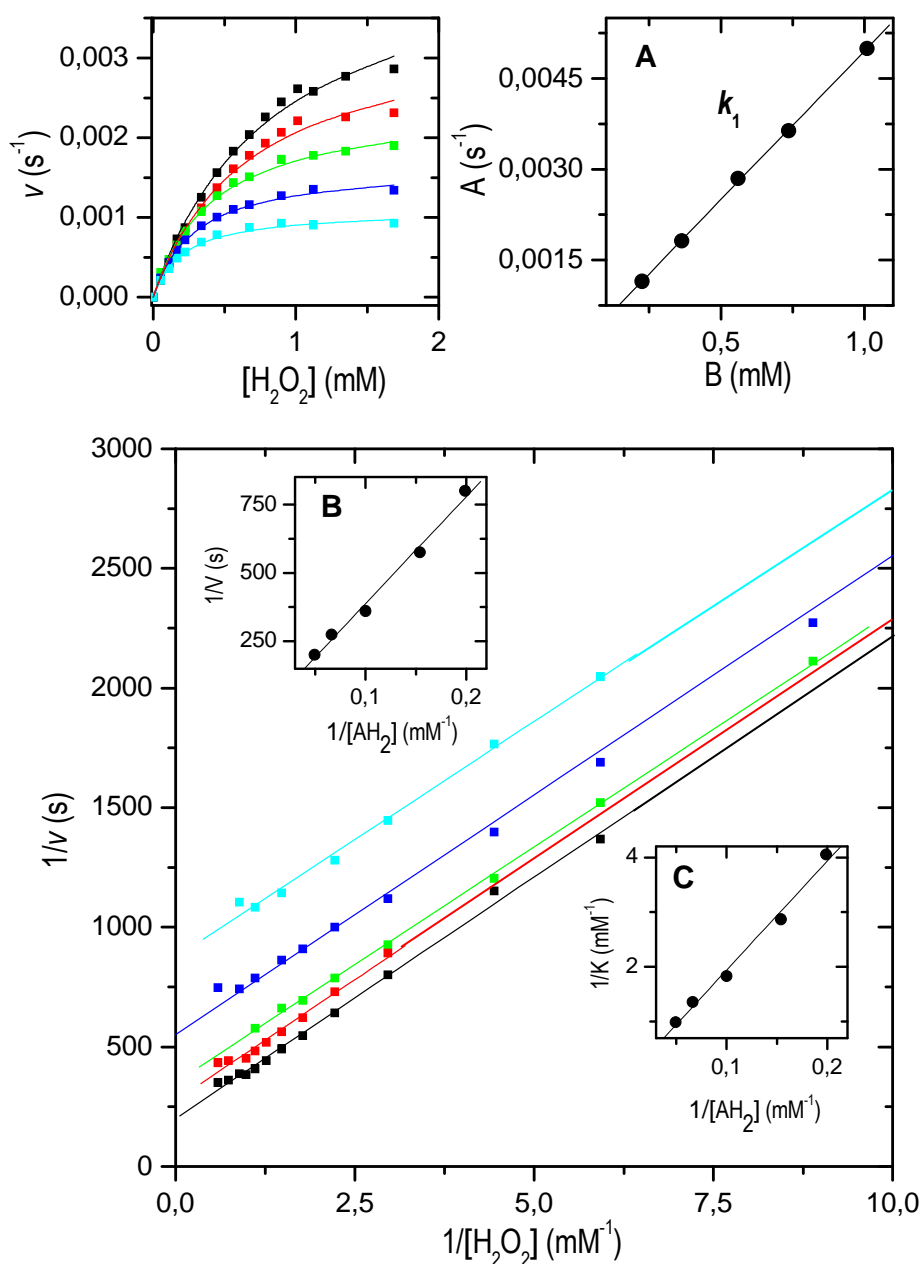 0,003
0,002
0,001
0,000
v (s⁻¹)
0 1 2
[H₂O₂] (mM)
A
k₁
0,0045
0,0030
0,0015
A (s⁻¹)
0,5 1,0
B (mM)
3000
2500
2000
1500
1000
500
0
1/v (s)
0,0 2,5 5,0 7,5 10,0
1/[H₂O₂] (mM⁻¹)
B
750
500
250
1/V (s)
0,1 0,2
1/[AH₂] (mM⁻¹)
C
4
2
1/K (mM⁻¹)
0,1 0,2
1/[AH₂] (mM⁻¹)